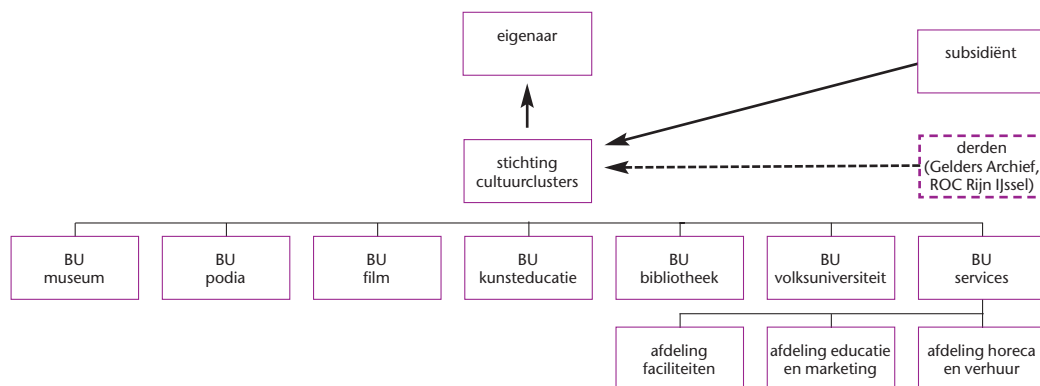 eigenaar
subsidiënt
stichting
cultuurclusters
derden
(Gelders Archief,
ROC Rijn IJssel)
BU
museum
BU
podia
BU
film
BU
kunsteducatie
BU
bibliotheek
BU
volksuniversiteit
BU
services
afdeling
faciliteiten
afdeling educatie
en marketing
afdeling horeca
en verhuur